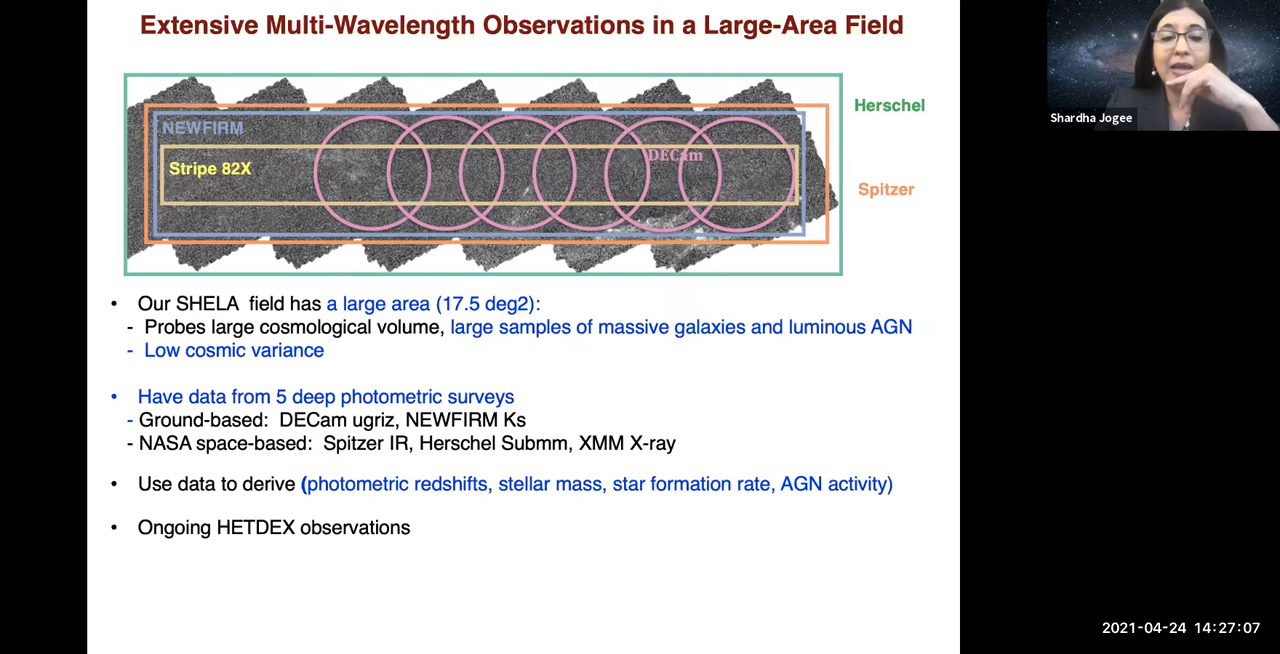 Extensive Multi-Wavelength Observations in a Large-Area Field
Shardha Jogee
Herschel
NEWFIRM
DECam
Stripe 82X
Spitzer
• Our SHELA field has a large area (17.5 deg2):
- Probes large cosmological volume, large samples of massive galaxies and luminous AGN
- Low cosmic variance
• Have data from 5 deep photometric surveys
- Ground-based: DECam ugriz, NEWFIRM Ks
- NASA space-based: Spitzer IR, Herschel Submm, XMM X-ray
• Use data to derive (photometric redshifts, stellar mass, star formation rate, AGN activity)
• Ongoing HETDEX observations
2021-04-24 14:27:07